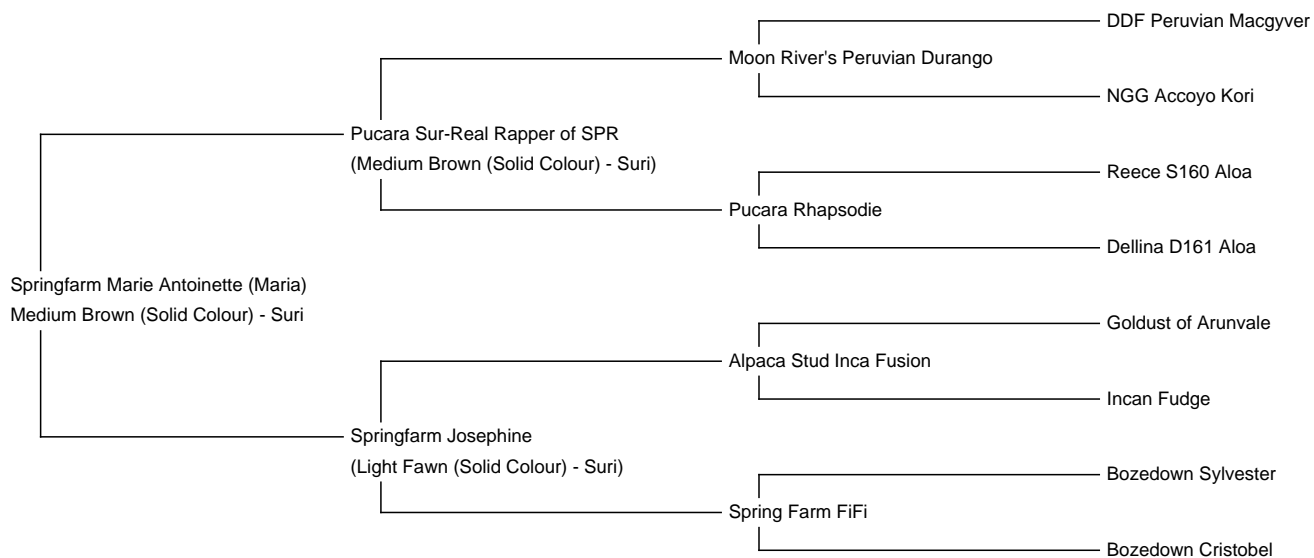 DDF Peruvian Macgyver
Moon River's Peruvian Durango
NGG Accoyo Kori
Pucara Sur-Real Rapper of SPR
(Medium Brown (Solid Colour) - Suri)
Reece S160 Aloa
Pucara Rhapsodie
Dellina D161 Aloa
Springfarm Marie Antoinette (Maria)
Medium Brown (Solid Colour) - Suri
Goldust of Arunvale
Alpaca Stud Inca Fusion
Incan Fudge
Springfarm Josephine
(Light Fawn (Solid Colour) - Suri)
Bozedown Sylvester
Spring Farm FiFi
Bozedown Cristobel